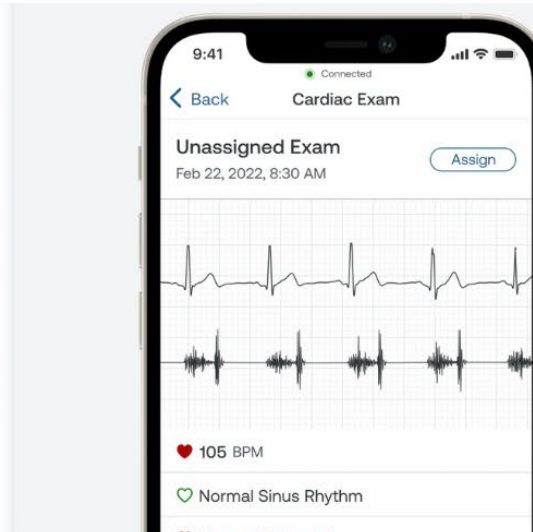 9:41
Connected
Back Cardiac Exam
Unassigned Exam
Assign
Feb 22, 2022, 8:30 AM
105 BPM
Normal Sinus Rhythm